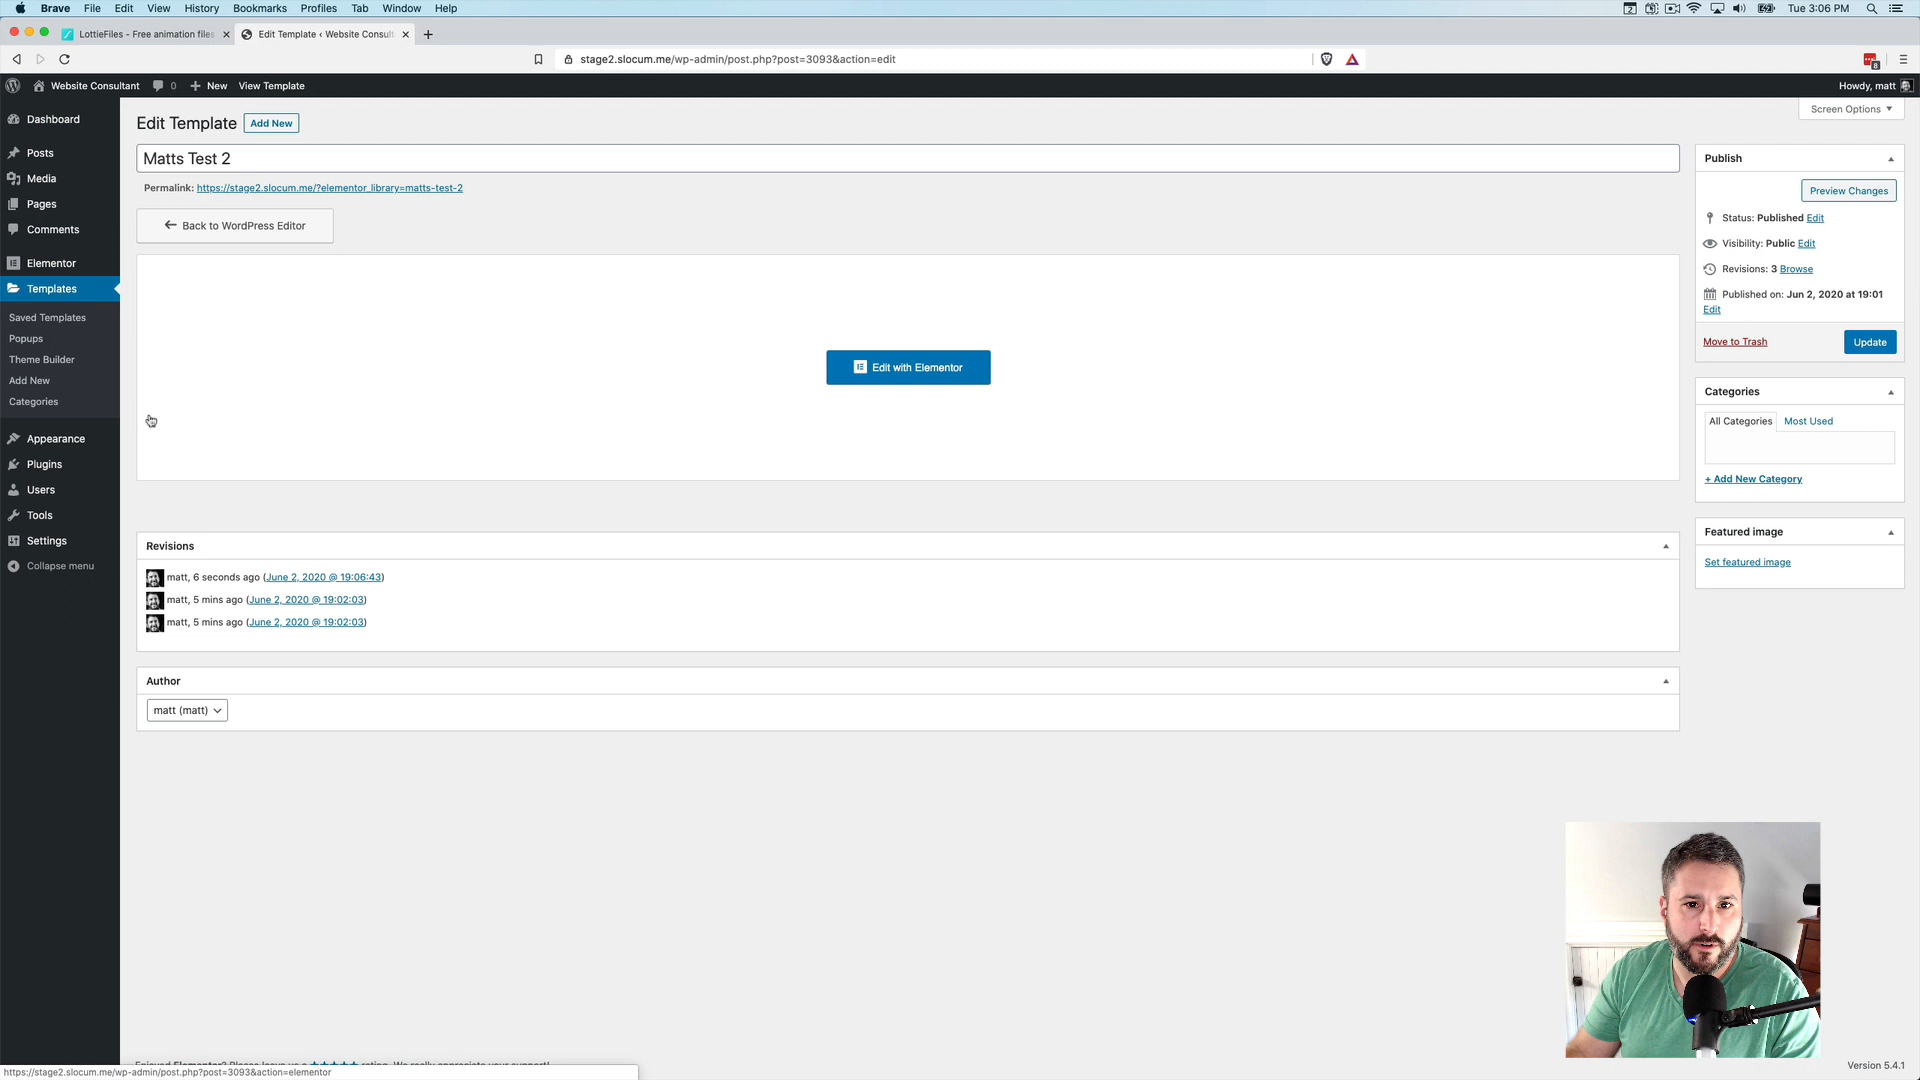 Brave File Edit View History Bookmarks Profiles Tab Window Help
Tue 3:06 PM
LottieFiles - Free animation files
Edit Template ‹ Website Consult
stage2.slocum.me/wp-admin/post.php?post=3093&action=edit
Website Consultant 0 New View Template
Howdy, matt
Screen Options
Dashboard
Posts
Media
Pages
Comments
Elementor
Templates
Saved Templates
Popups
Theme Builder
Add New
Categories
Appearance
Plugins
Users
Tools
Settings
Collapse menu
Edit Template Add New
Matts Test 2
Permalink: https://stage2.slocum.me/?elementor_library=matts-test-2
Back to WordPress Editor
Edit with Elementor
Revisions
matt, 6 seconds ago (June 2, 2020 @ 19:06:43)
matt, 5 mins ago (June 2, 2020 @ 19:02:03)
matt, 5 mins ago (June 2, 2020 @ 19:02:03)
Author
matt (matt)
Publish
Preview Changes
Status: Published Edit
Visibility: Public Edit
Revisions: 3 Browse
Published on: Jun 2, 2020 at 19:01
Edit
Move to Trash
Update
Categories
All Categories
Most Used
+ Add New Category
Featured image
Set featured image
Version 5.4.1
https://stage2.slocum.me/wp-admin/post.php?post=3093&action=elementor